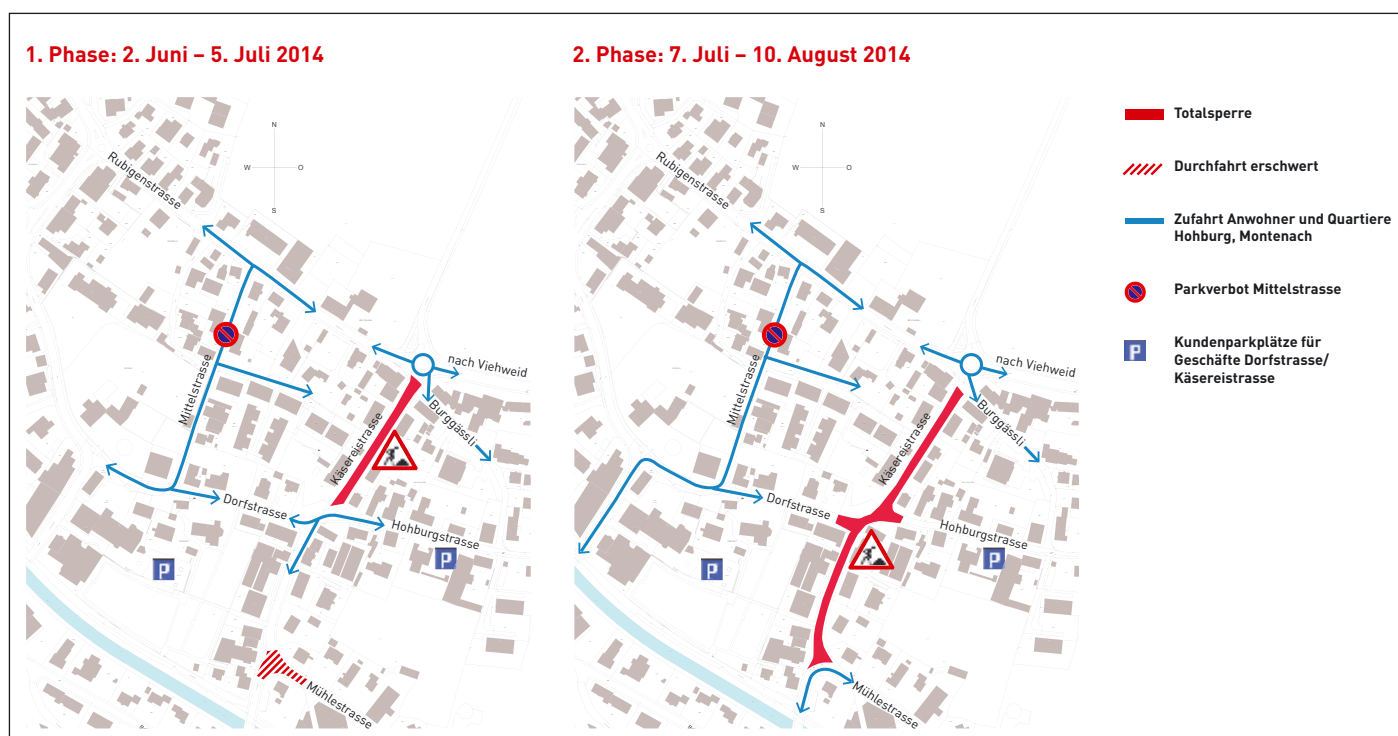 1. Phase: 2. Juni – 5. Juli 2014
N
W
O
S
Rubigenstrasse
Mittelstrasse
nach Viehweid
Burggässli
Käsereistrasse
Dorfstrasse
Hohburgstrasse
P
P
Mühlestrasse
2. Phase: 7. Juli – 10. August 2014
N
W
O
S
Rubigenstrasse
Mittelstrasse
nach Viehweid
Burggässli
Käsereistrasse
Dorfstrasse
Hohburgstrasse
P
P
Mühlestrasse
Totalsperre
Durchfahrt erschwert
Zufahrt Anwohner und Quartiere
Hohburg, Montenach
Parkverbot Mittelstrasse
P
Kundenparkplätze für
Geschäfte Dorfstrasse/
Käsereistrasse